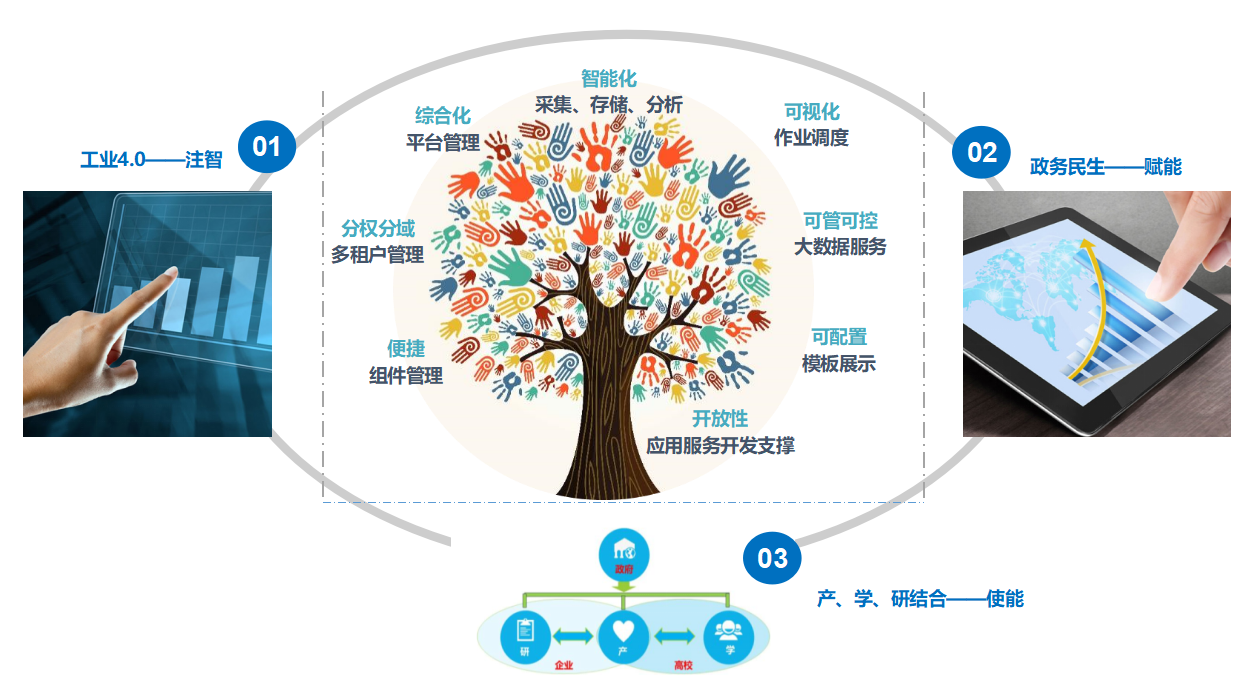 智能化
采集、存储、分析
综合化
平台管理
可视化
作业调度
01
工业4.0——注智
02
政务民生——赋能
分权分域
多租户管理
可管可控
大数据服务
便捷
组件管理
可配置
模板展示
开放性
应用服务开发支撑
03
产、学、研结合——使能
政府
研
产
学
企业
高校